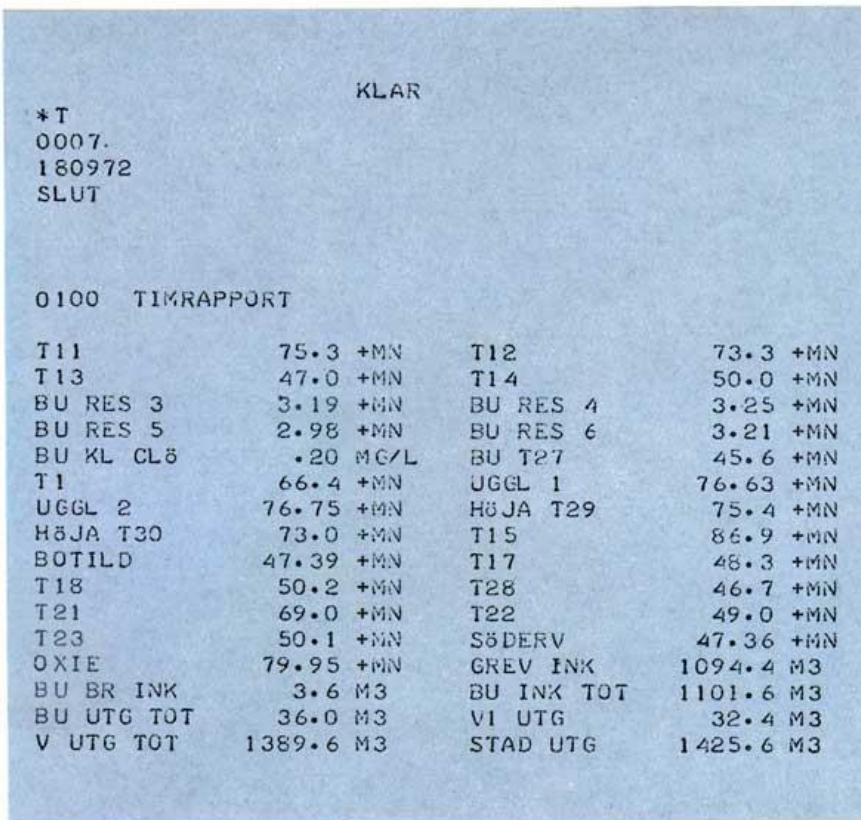 KLAR
*T
0007.
180972
SLUT
0100 TIMRAPPORT
T11 75.3 +MN T12 73.3 +MN
T13 47.0 +MN T14 50.0 +MN
BU RES 3 3.19 +MN BU RES 4 3.25 +MN
BU RES 5 2.98 +MN BU RES 6 3.21 +MN
BU KL CLö .20 MG/L BU T27 45.6 +MN
T1 66.4 +MN UGGL 1 76.63 +MN
UGGL 2 76.75 +MN HöJA T29 75.4 +MN
HöJA T30 73.0 +MN T15 86.9 +MN
BOTILD 47.39 +MN T17 48.3 +MN
T18 50.2 +MN T28 46.7 +MN
T21 69.0 +MN T22 49.0 +MN
T23 50.1 +MN SöDERV 47.36 +MN
OXIE 79.95 +MN GREV INK 1094.4 M3
BU BR INK 3.6 M3 BU INK TOT 1101.6 M3
BU UTG TOT 36.0 M3 VI UTG 32.4 M3
V UTG TOT 1389.6 M3 STAD UTG 1425.6 M3